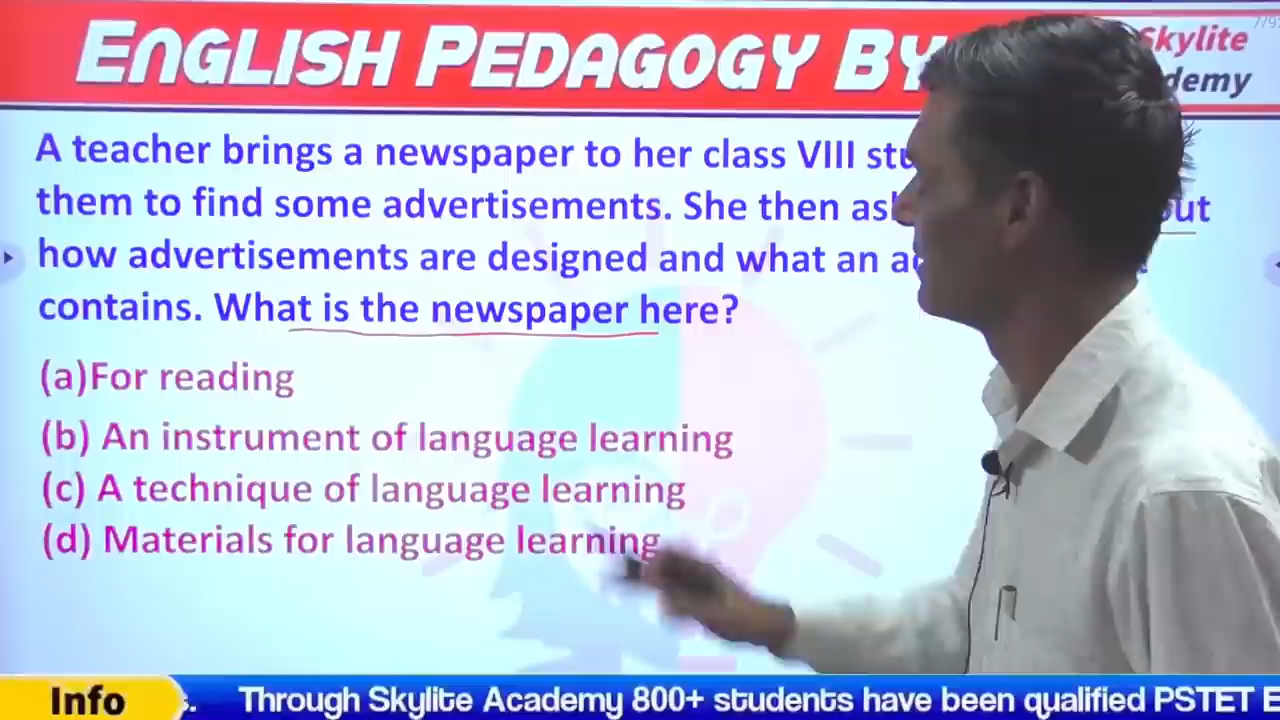 ENGLISH PEDAGOGY BY
Skylite
demy
A teacher brings a newspaper to her class VIII
them to find some advertisements. She then
how advertisements are designed and what an
contains. What is the newspaper here?
(a)For reading
(b) An instrument of language learning
(c) A technique of language learning
(d) Materials for language learning
Info
Through Skylite Academy 800+ students have been qualified PSTET